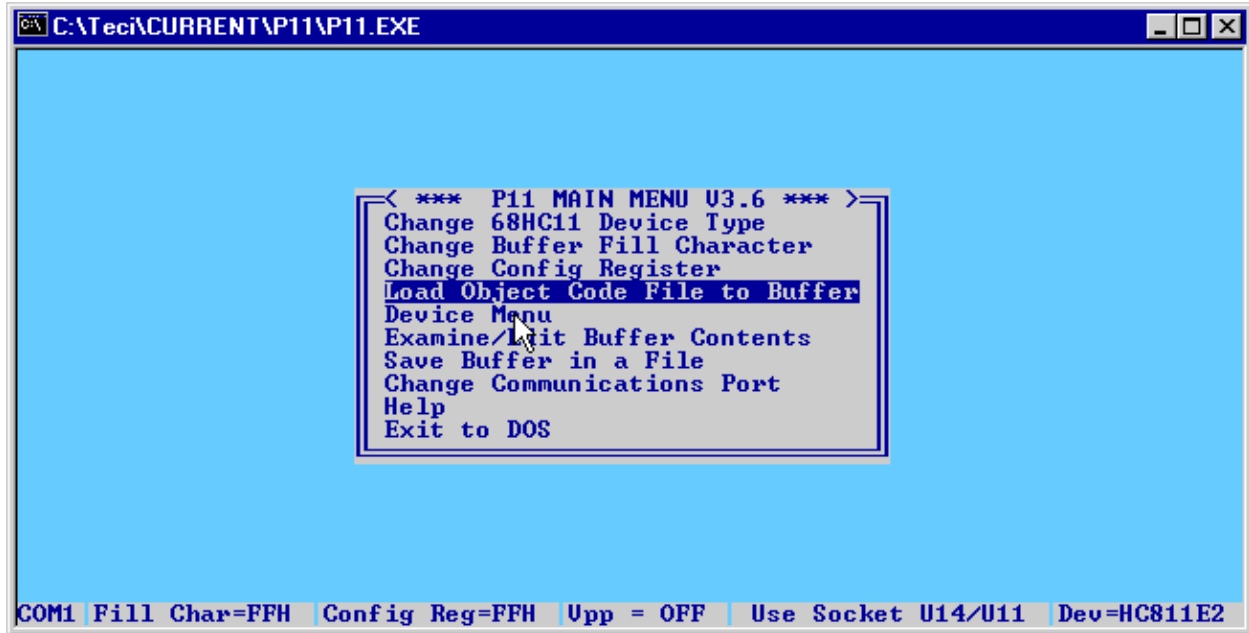 C:\Teci\CURRENT\P11\P11.EXE
< *** P11 MAIN MENU V3.6 *** >
Change 68HC11 Device Type
Change Buffer Fill Character
Change Config Register
Load Object Code File to Buffer
Device Menu
Examine/Edit Buffer Contents
Save Buffer in a File
Change Communications Port
Help
Exit to DOS
COM1 Fill Char=FFH Config Reg=FFH Vpp = OFF Use Socket U14/U11 Dev=HC811E2